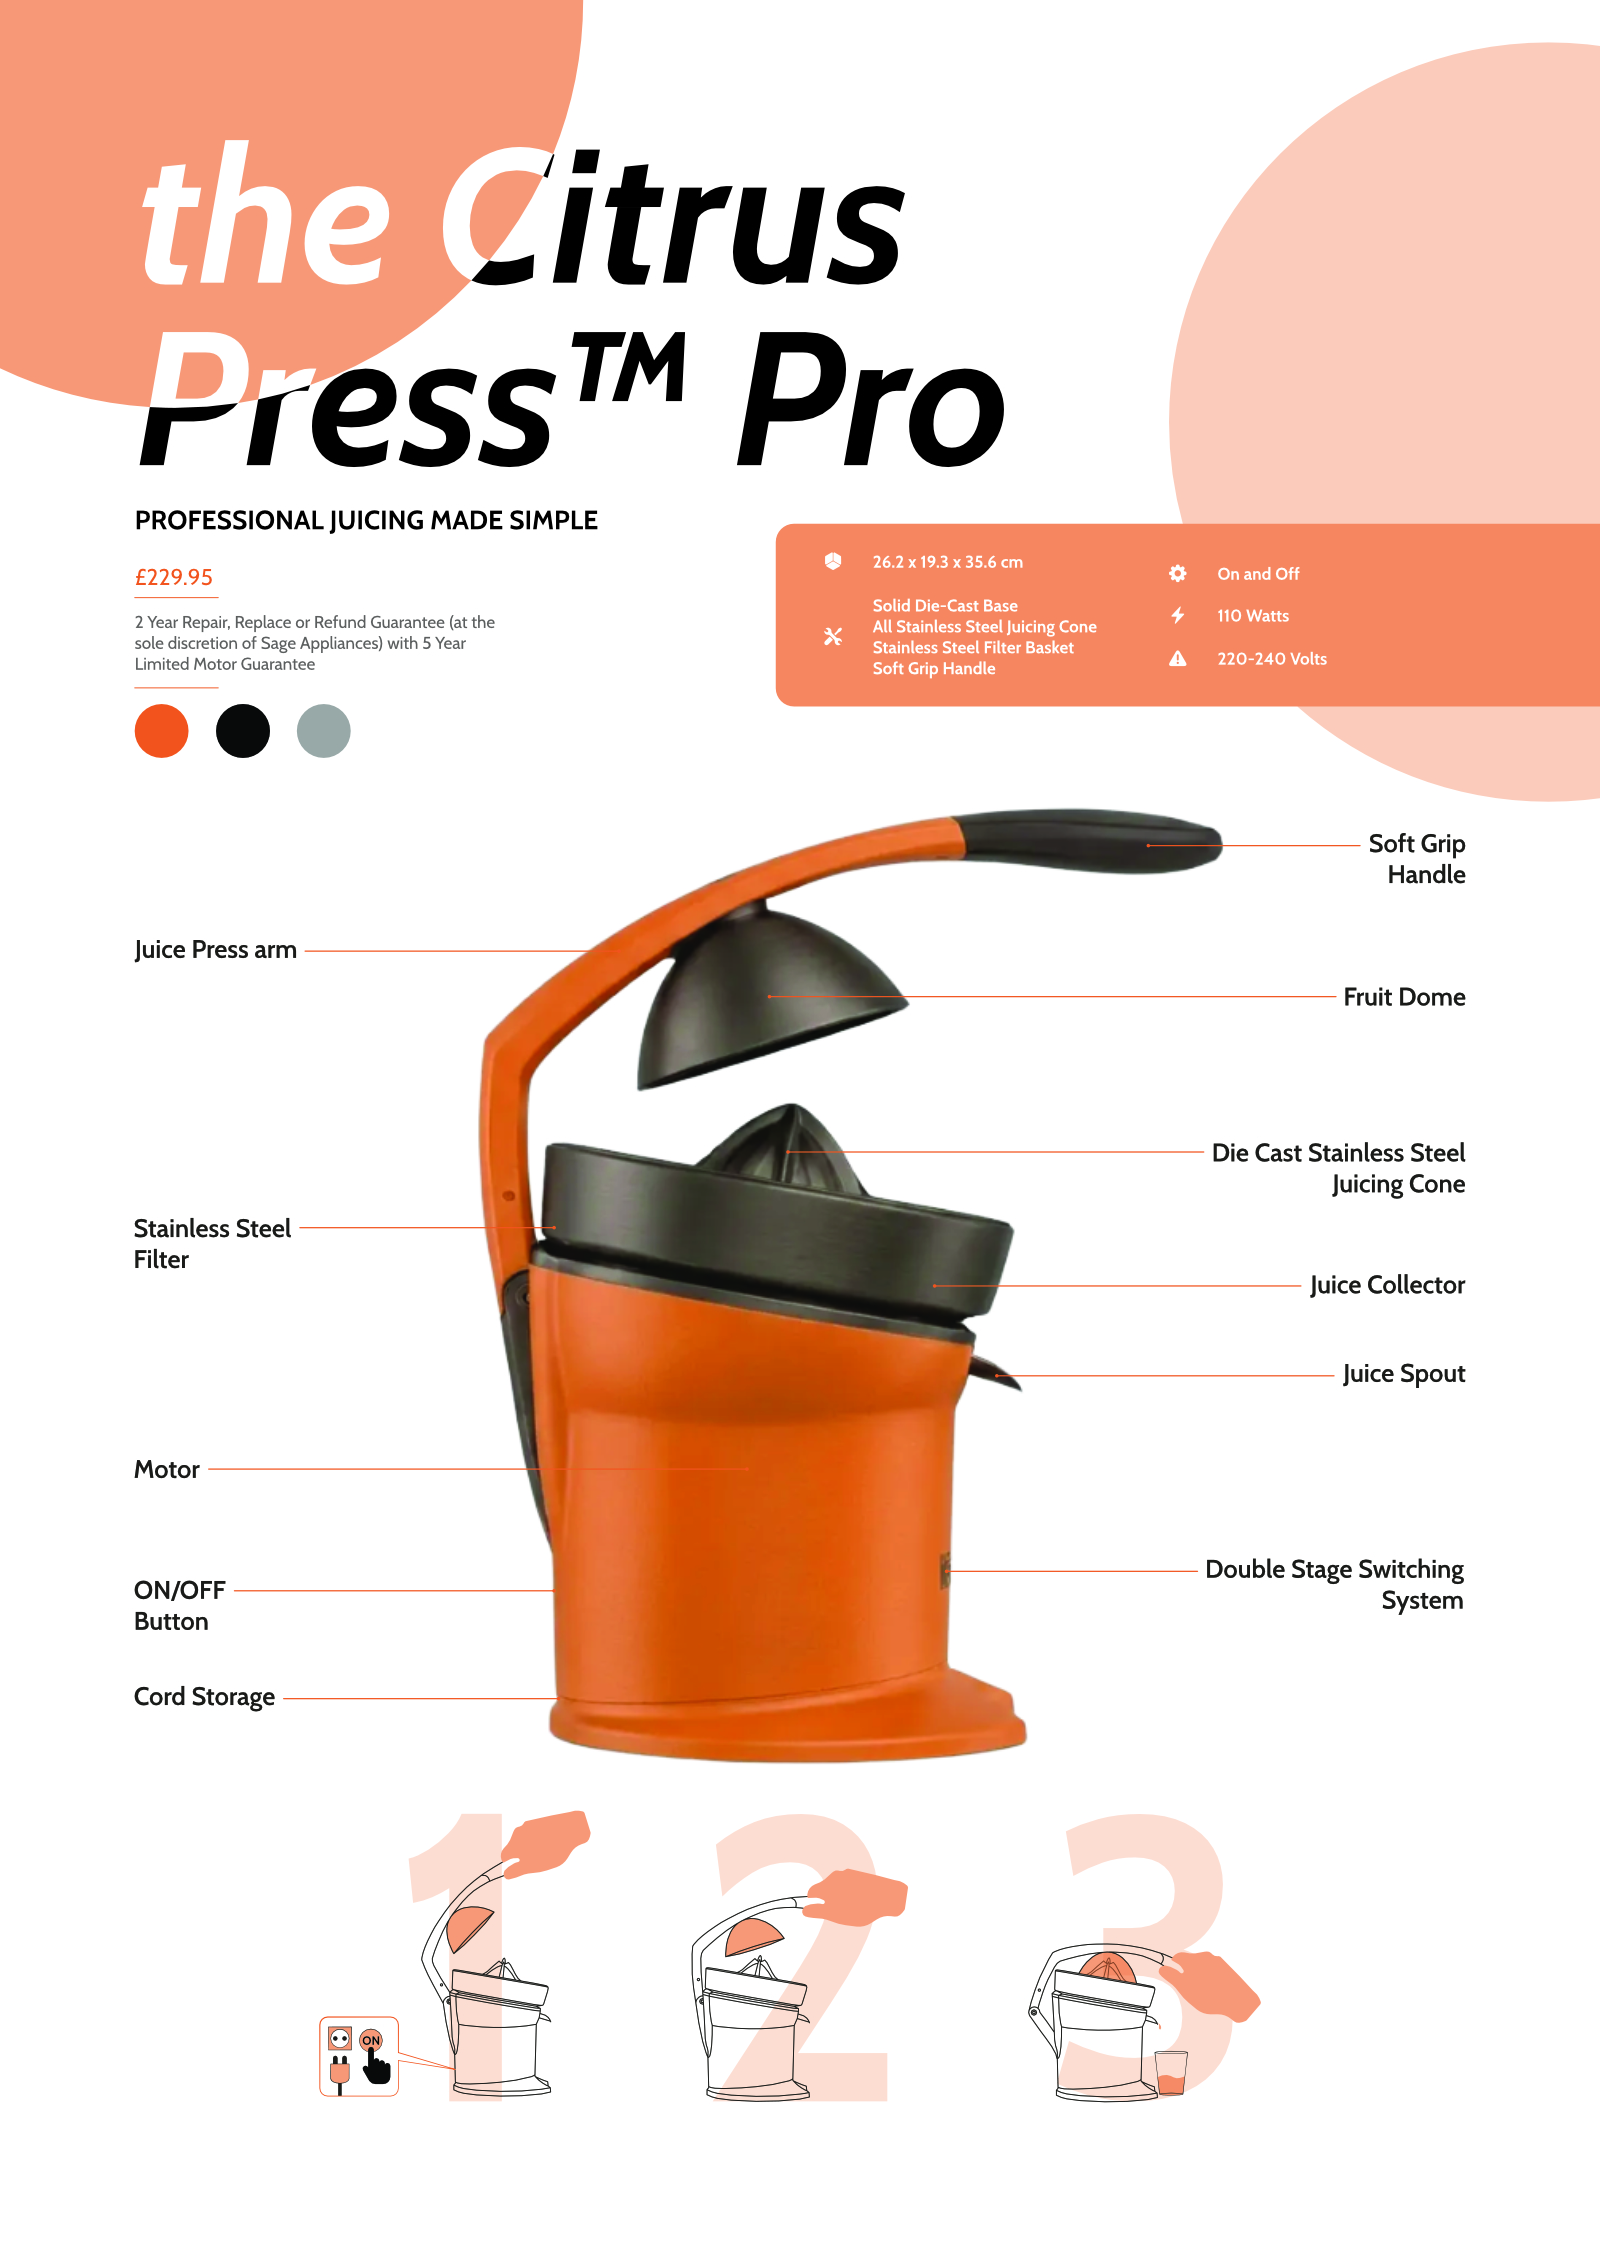 the Citrus
Press™ Pro
PROFESSIONAL JUICING MADE SIMPLE
£229.95
2 Year Repair, Replace or Refund Guarantee (at the
sole discretion of Sage Appliances) with 5 Year
Limited Motor Guarantee
26.2 x 19.3 x 35.6 cm
Solid Die-Cast Base
All Stainless Steel Juicing Cone
Stainless Steel Filter Basket
Soft Grip Handle
On and Off
110 Watts
220-240 Volts
Soft Grip
Handle
Juice Press arm
Fruit Dome
Die Cast Stainless Steel
Juicing Cone
Stainless Steel
Filter
Juice Collector
Juice Spout
Motor
Double Stage Switching
System
ON/OFF
Button
Cord Storage
1
2
3
ON